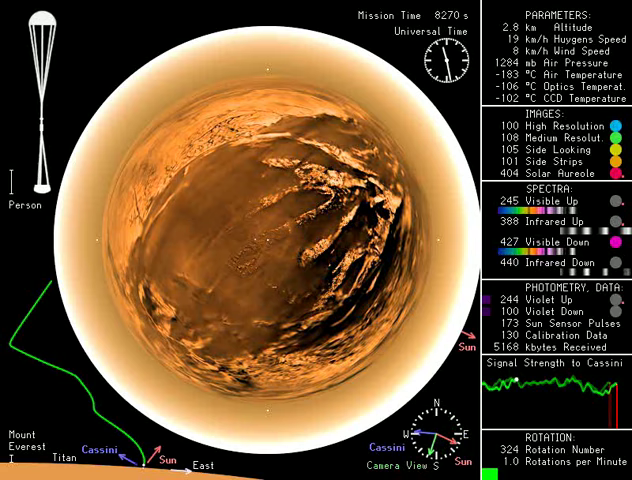 Mission Time 8270 s
Universal Time
Person
Sun
Mount
Everest
Titan
Cassini
Sun
East
N
W
E
S
Cassini
Camera View
Sun
PARAMETERS:
2.8 km Altitude
19 km/h Huygens Speed
8 km/h Wind Speed
1284 mb Air Pressure
-183 °C Air Temperature
-106 °C Optics Temperat.
-102 °C CCD Temperature
IMAGES:
100 High Resolution
108 Medium Resolut.
105 Side Looking
101 Side Strips
404 Solar Aureole
SPECTRA:
245 Visible Up
388 Infrared Up
427 Visible Down
440 Infrared Down
PHOTOMETRY, DATA:
244 Violet Up
100 Violet Down
173 Sun Sensor Pulses
130 Calibration Data
5168 kbytes Received
Signal Strength to Cassini
ROTATION:
324 Rotation Number
1.0 Rotations per Minute